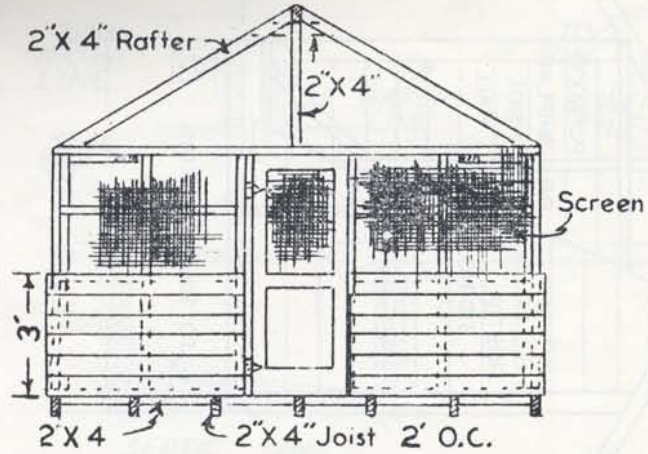 2"X 4" Rafter
2"X 4"
Screen
3'
2"X 4
2"X 4" Joist 2' O.C.